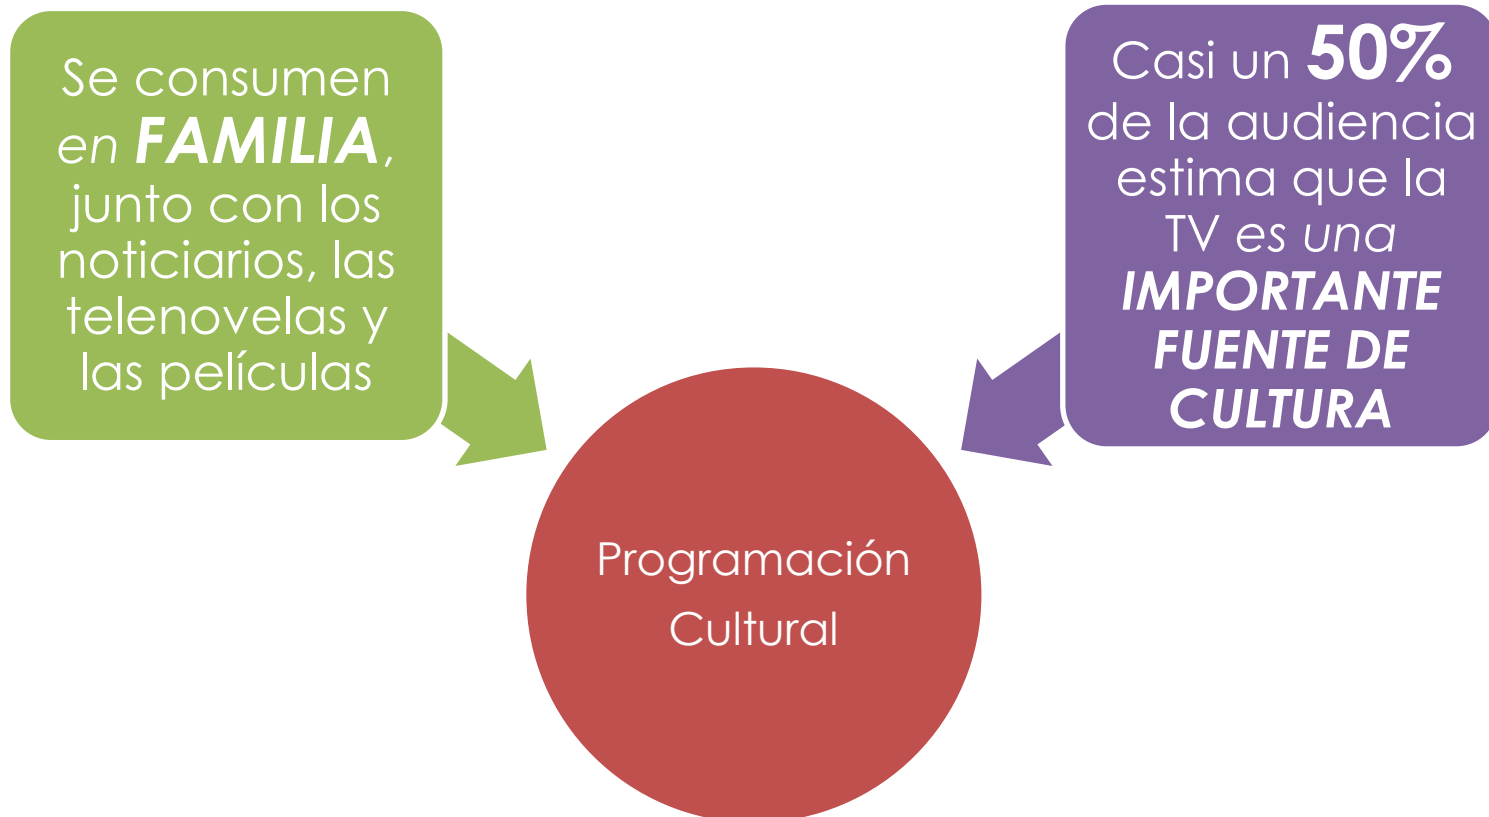 Se consumen
en FAMILIA,
junto con los
noticiarios, las
telenovelas y
las películas
Casi un 50%
de la audiencia
estima que la
TV es una
IMPORTANTE
FUENTE DE
CULTURA
Programación
Cultural